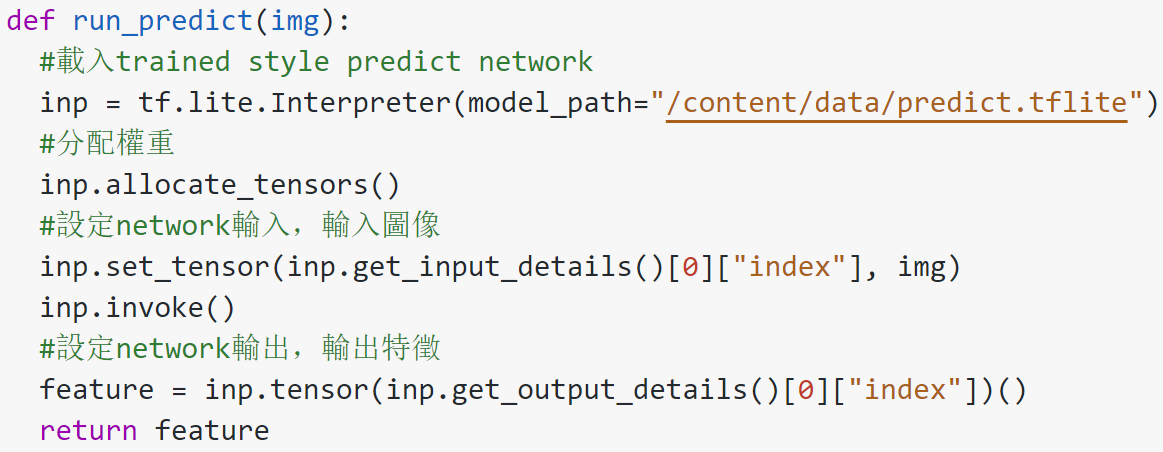 def run_predict(img):
  #載入trained style predict network
  inp = tf.lite.Interpreter(model_path="/content/data/predict.tflite")
  #分配權重
  inp.allocate_tensors()
  #設定network輸入，輸入圖像
  inp.set_tensor(inp.get_input_details()[0]["index"], img)
  inp.invoke()
  #設定network輸出，輸出特徵
  feature = inp.tensor(inp.get_output_details()[0]["index"])()
  return feature